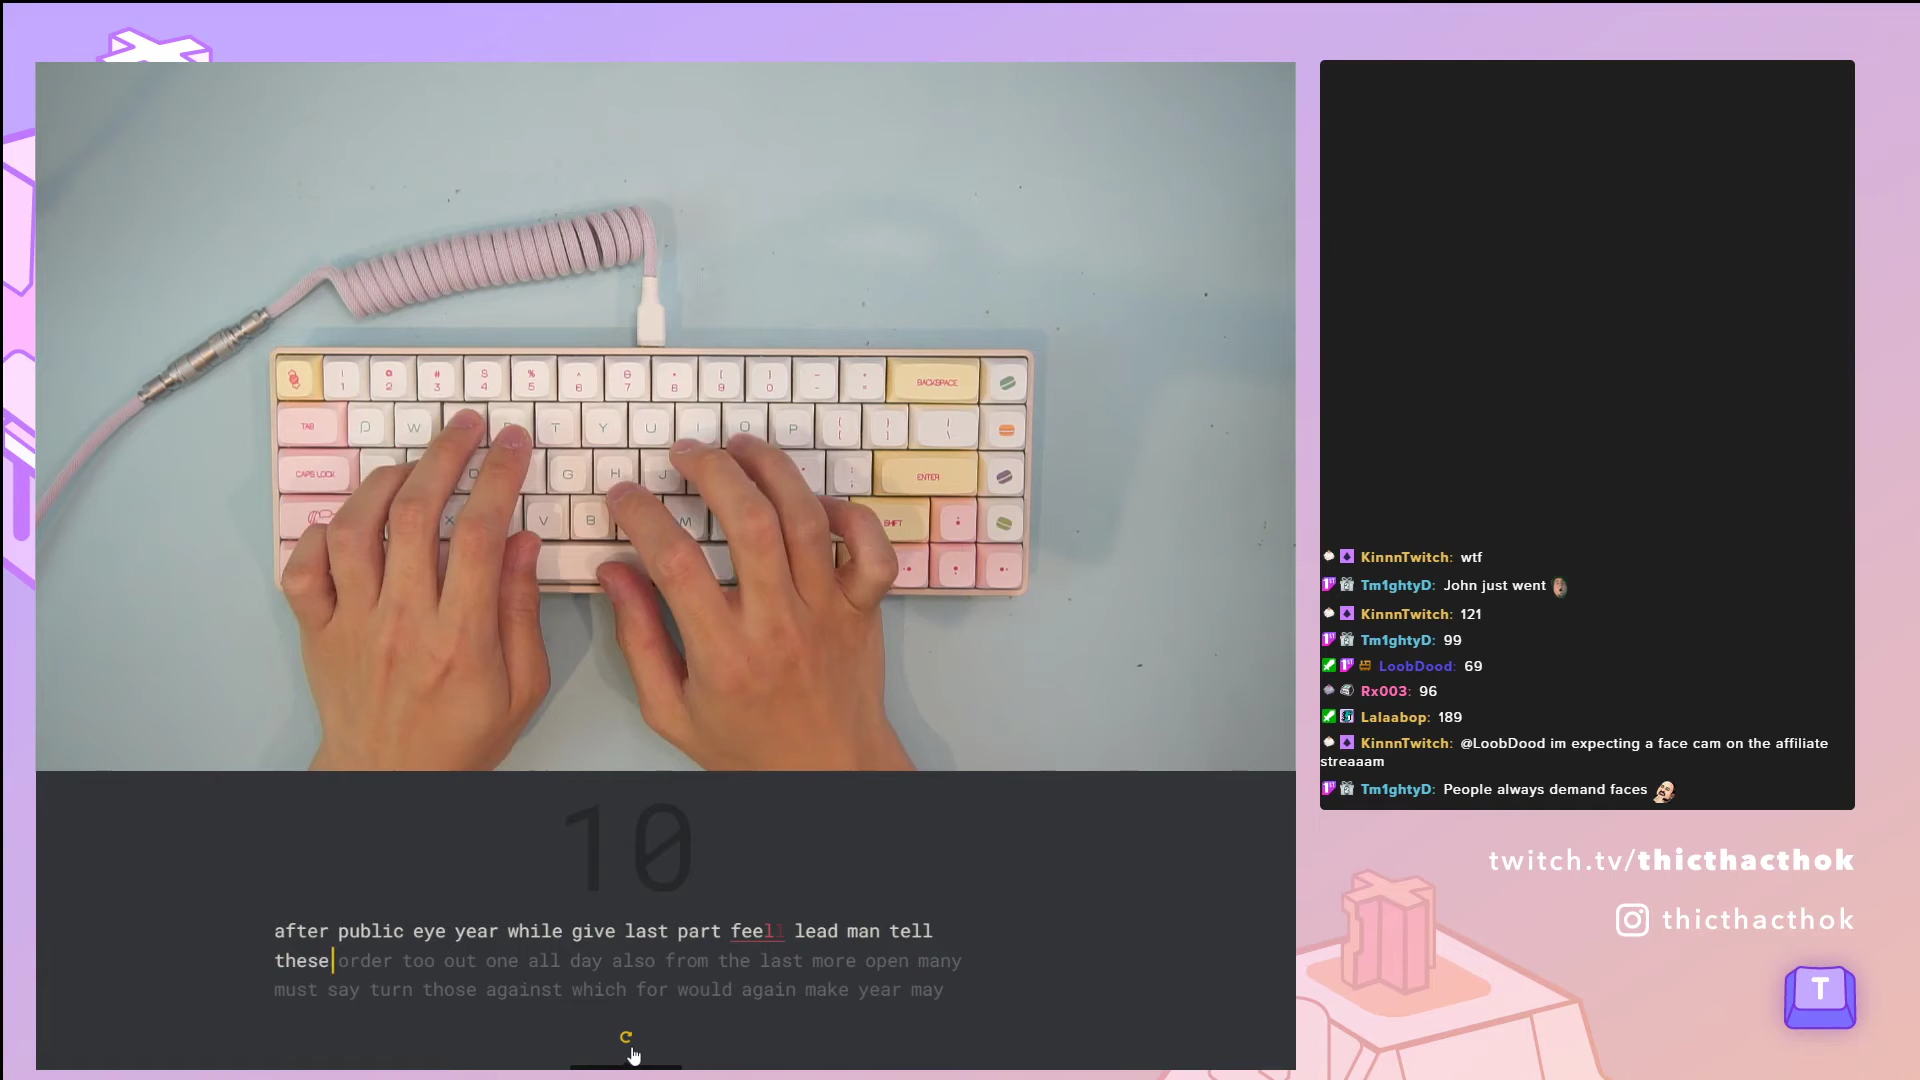 ! 1
@ 2
# 3
$ 4
% 5
^ 6
& 7
* 8
BACKSPACE
TAB
W
T
Y
U
I
O
P
CAPS LOCK
G
H
J
ENTER
X
V
B
M
SHIFT
10
after public eye year while give last part feell lead man tell
these order too out one all day also from the last more open many
must say turn those against which for would again make year may
KinnnTwitch: wtf
Tm1ghtyD: John just went
KinnnTwitch: 121
Tm1ghtyD: 99
LoobDood: 69
Rx003: 96
Lalaabop: 189
KinnnTwitch: @LoobDood im expecting a face cam on the affiliate
streaaam
Tm1ghtyD: People always demand faces
twitch.tv/thicthacthok
thicthacthok
T